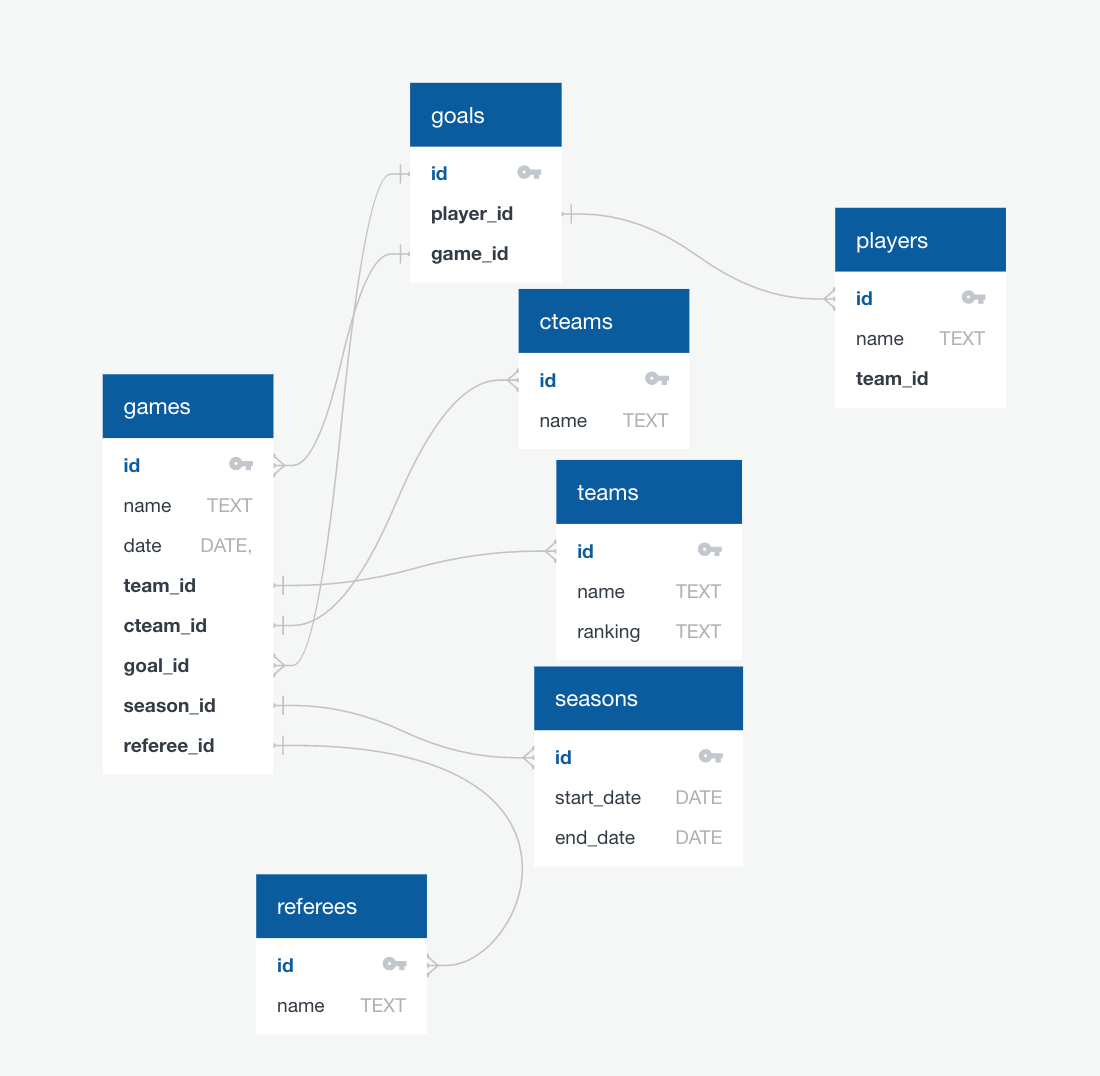 goals
id
player_id
game_id
players
id
name TEXT
team_id
cteams
id
name TEXT
games
id
name TEXT
date DATE,
team_id
cteam_id
goal_id
season_id
referee_id
teams
id
name TEXT
ranking TEXT
seasons
id
start_date DATE
end_date DATE
referees
id
name TEXT